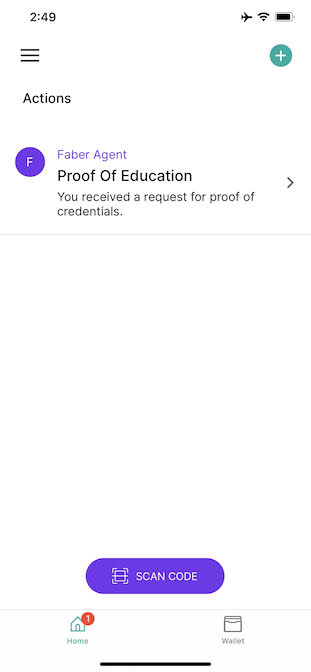 2:49
Actions
F
Faber Agent
Proof Of Education
You received a request for proof of
credentials.
SCAN CODE
1
Home
Wallet